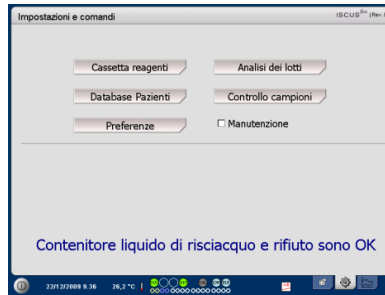 Impostazioni e comandi
Cassetta reagenti
Analisi dei lotti
Database Pazienti
Controllo campioni
Preferenze
Manutenzione
Contenitore liquido di risciacquo e rifiuto sono OK
22/12/2009 9.36
26,2 °C